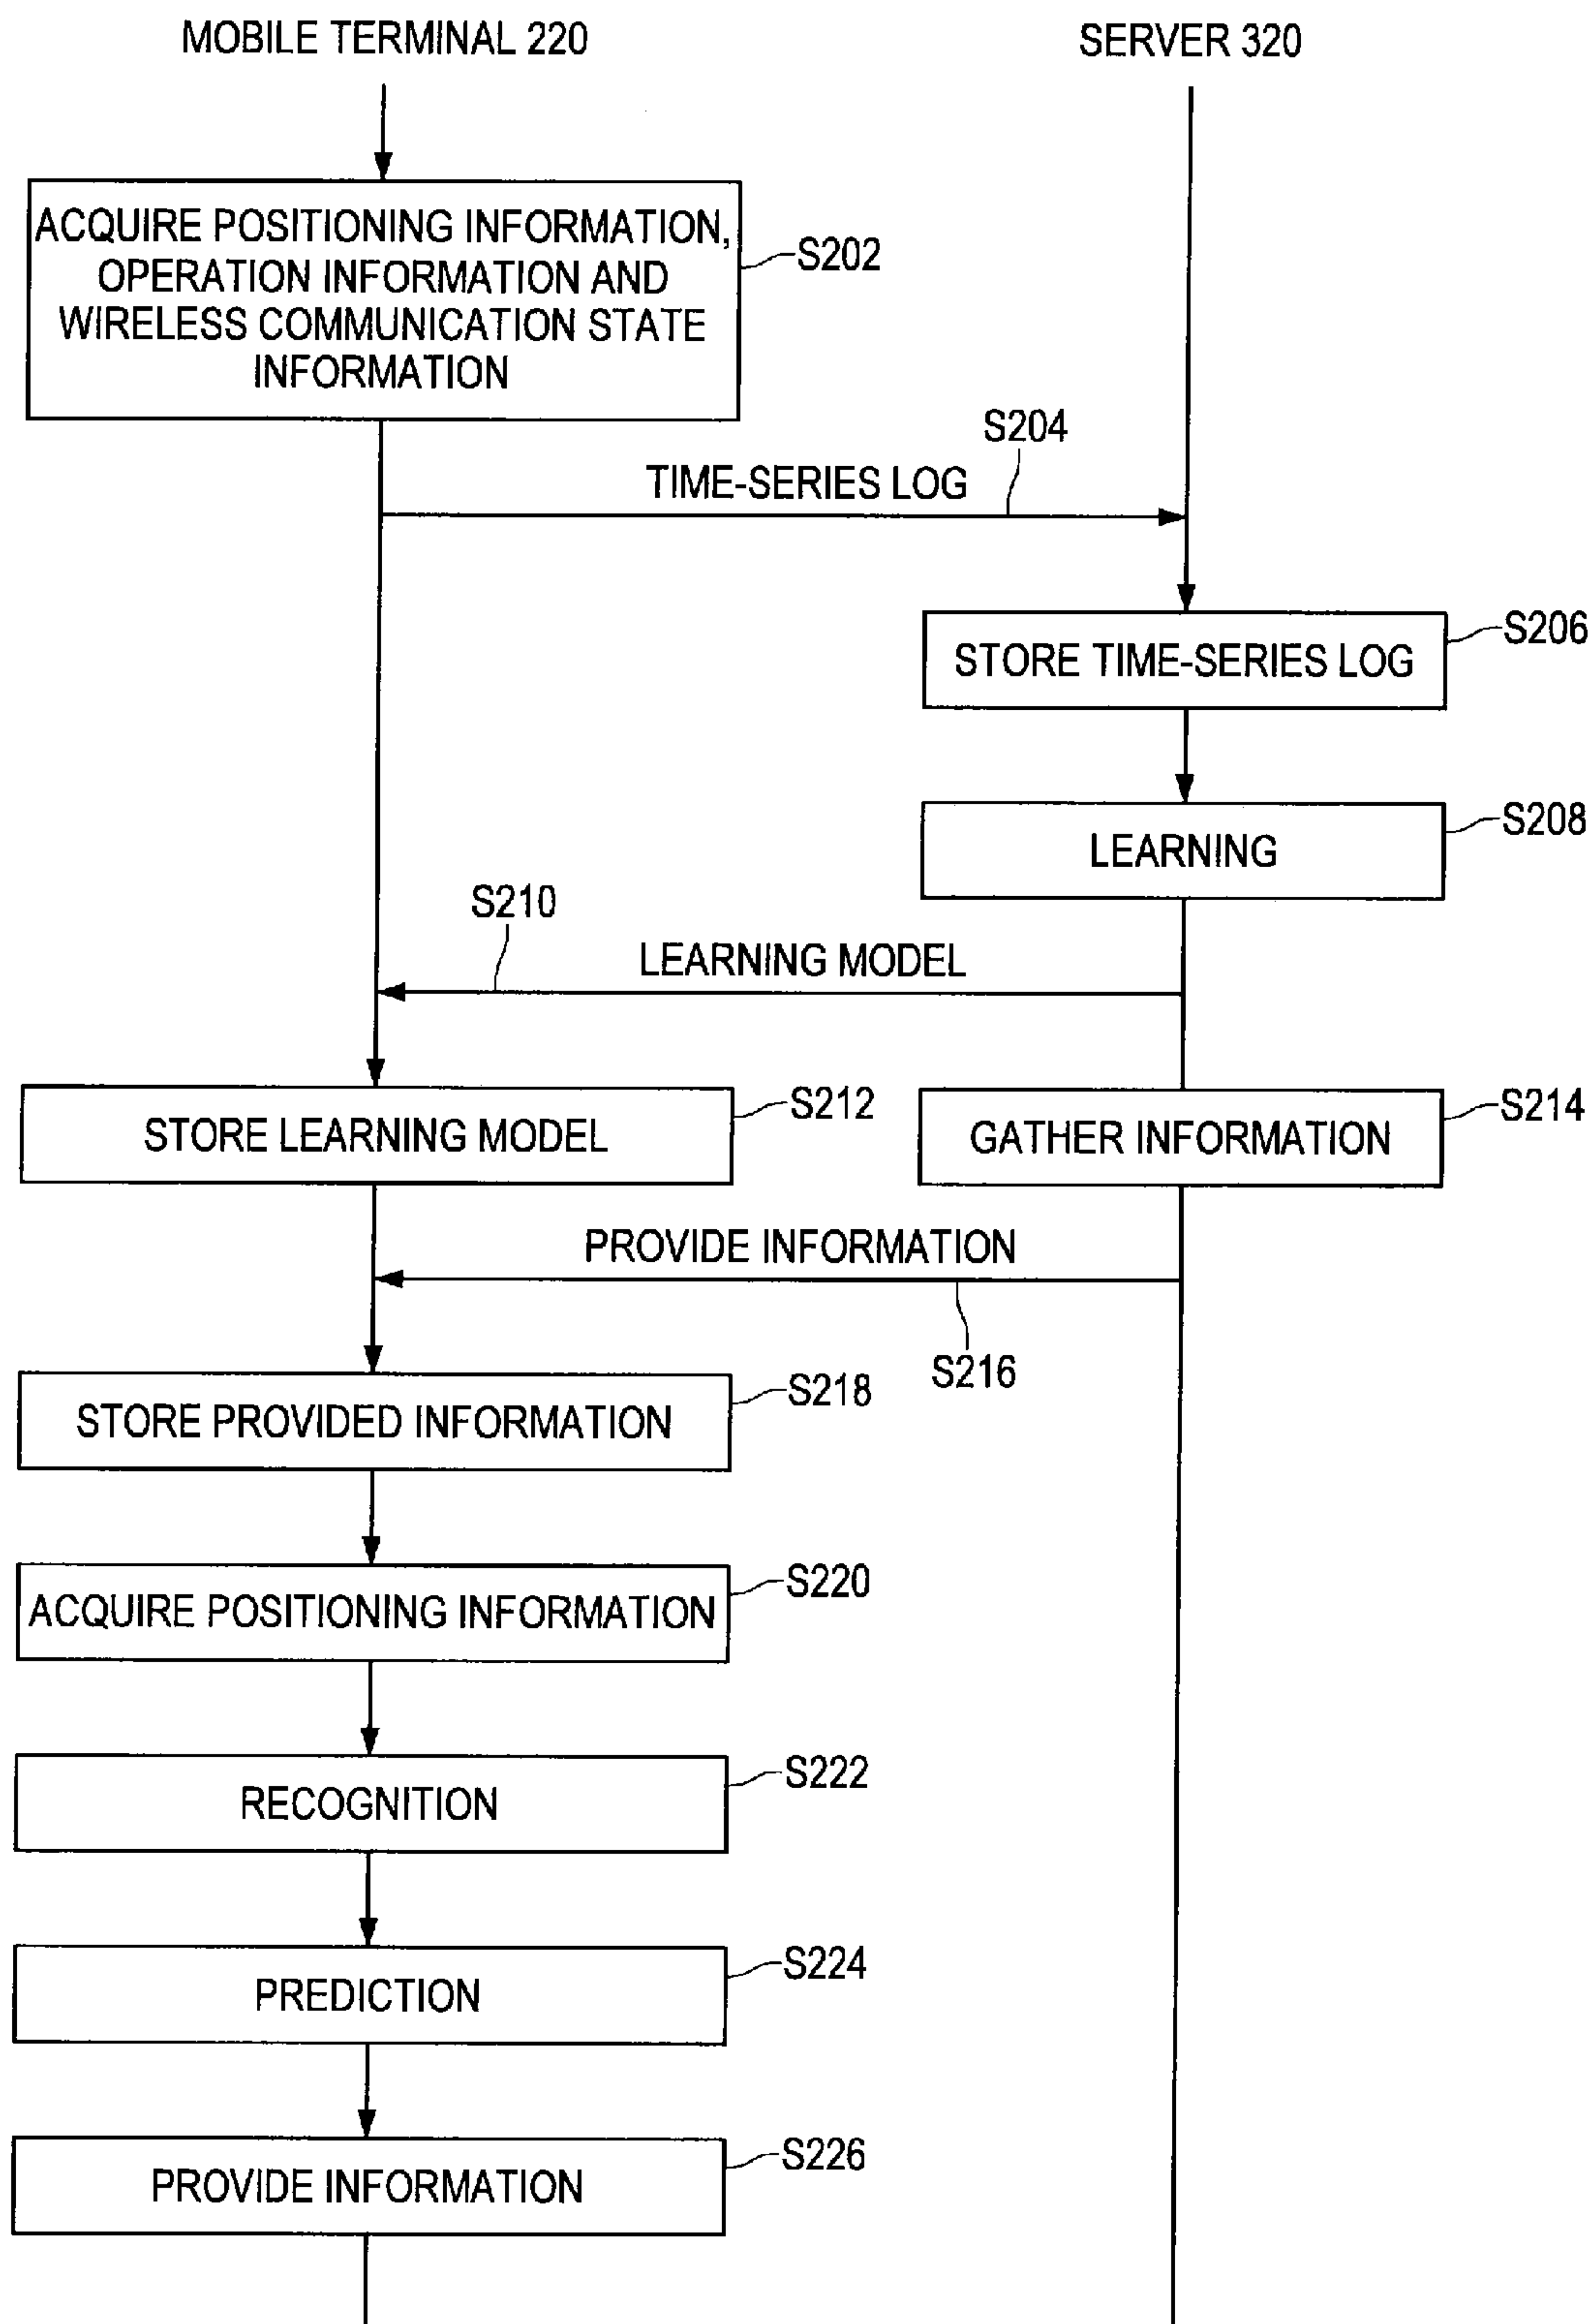 MOBILE TERMINAL 220
SERVER 320
ACQUIRE POSITIONING INFORMATION,
OPERATION INFORMATION AND
WIRELESS COMMUNICATION STATE
INFORMATION
S202
S204
TIME-SERIES LOG
S206
STORE TIME-SERIES LOG
S208
LEARNING
S210
LEARNING MODEL
S212
STORE LEARNING MODEL
S214
GATHER INFORMATION
PROVIDE INFORMATION
S216
S218
STORE PROVIDED INFORMATION
S220
ACQUIRE POSITIONING INFORMATION
S222
RECOGNITION
S224
PREDICTION
S226
PROVIDE INFORMATION